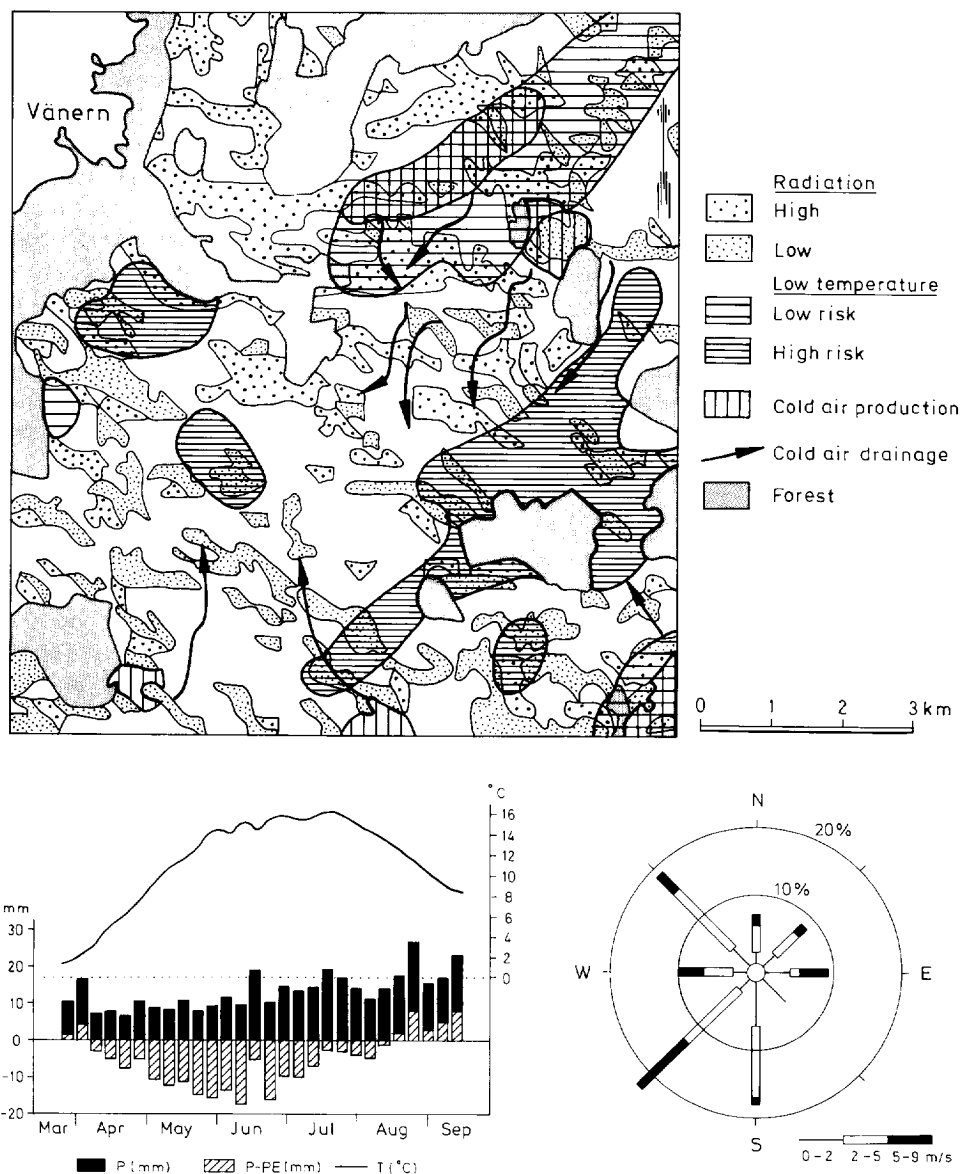 Vänern
Radiation
High
Low
Low temperature
Low risk
High risk
Cold air production
Cold air drainage
Forest
0 1 2 3 km
°C
16
14
12
10
8
6
4
2
0
mm
30
20
10
0
-10
-20
Mar Apr May Jun Jul Aug Sep
P (mm) P-PE (mm) T (°C)
N
20%
10%
W E
S
0-2 2-5 5-9 m/s